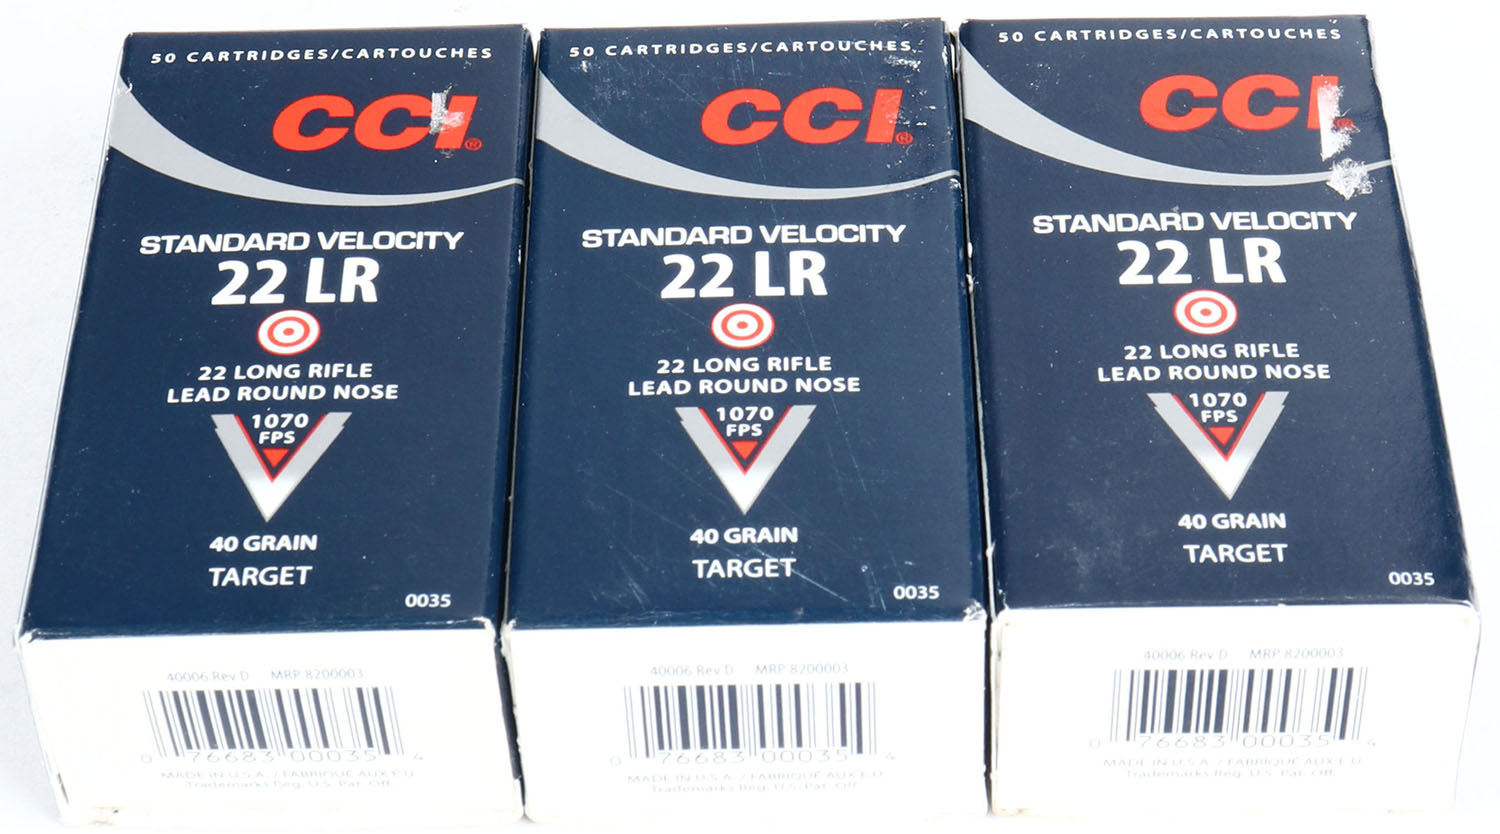 50 CARTRIDGES/CARTOUCHES
CCI®
STANDARD VELOCITY
22 LR
22 LONG RIFLE
LEAD ROUND NOSE
1070
FPS
40 GRAIN
TARGET
0035
40006 Rev D MRP 8200003
0 76683 00035 4
MADE IN U.S.A. / FABRIQUÉ AUX E.U.
Trademarks Reg. U.S. Pat. Off.
50 CARTRIDGES/CARTOUCHES
CCI®
STANDARD VELOCITY
22 LR
22 LONG RIFLE
LEAD ROUND NOSE
1070
FPS
40 GRAIN
TARGET
0035
40006 Rev D MRP 8200003
0 76683 00035 4
MADE IN U.S.A. / FABRIQUÉ AUX E.U.
Trademarks Reg. U.S. Pat. Off.
50 CARTRIDGES/CARTOUCHES
CCI®
STANDARD VELOCITY
22 LR
22 LONG RIFLE
LEAD ROUND NOSE
1070
FPS
40 GRAIN
TARGET
0035
40006 Rev D MRP 8200003
0 76683 00035 4
MADE IN U.S.A. / FABRIQUÉ AUX E.U.
Trademarks Reg. U.S. Pat. Off.